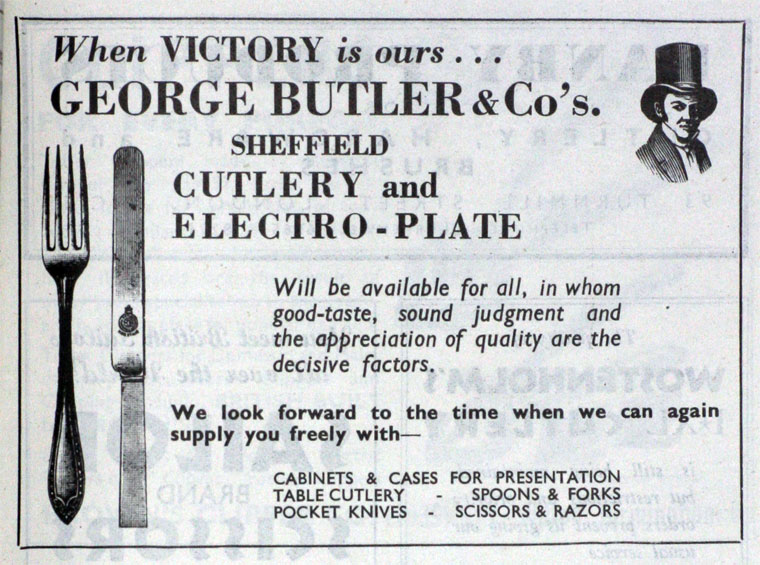 When VICTORY is ours . . .
GEORGE BUTLER & Co's.
SHEFFIELD
CUTLERY and
ELECTRO-PLATE
Will be available for all, in whom
good-taste, sound judgment and
the appreciation of quality are the
decisive factors.
We look forward to the time when we can again
supply you freely with—
CABINETS & CASES FOR PRESENTATION
TABLE CUTLERY - SPOONS & FORKS
POCKET KNIVES - SCISSORS & RAZORS